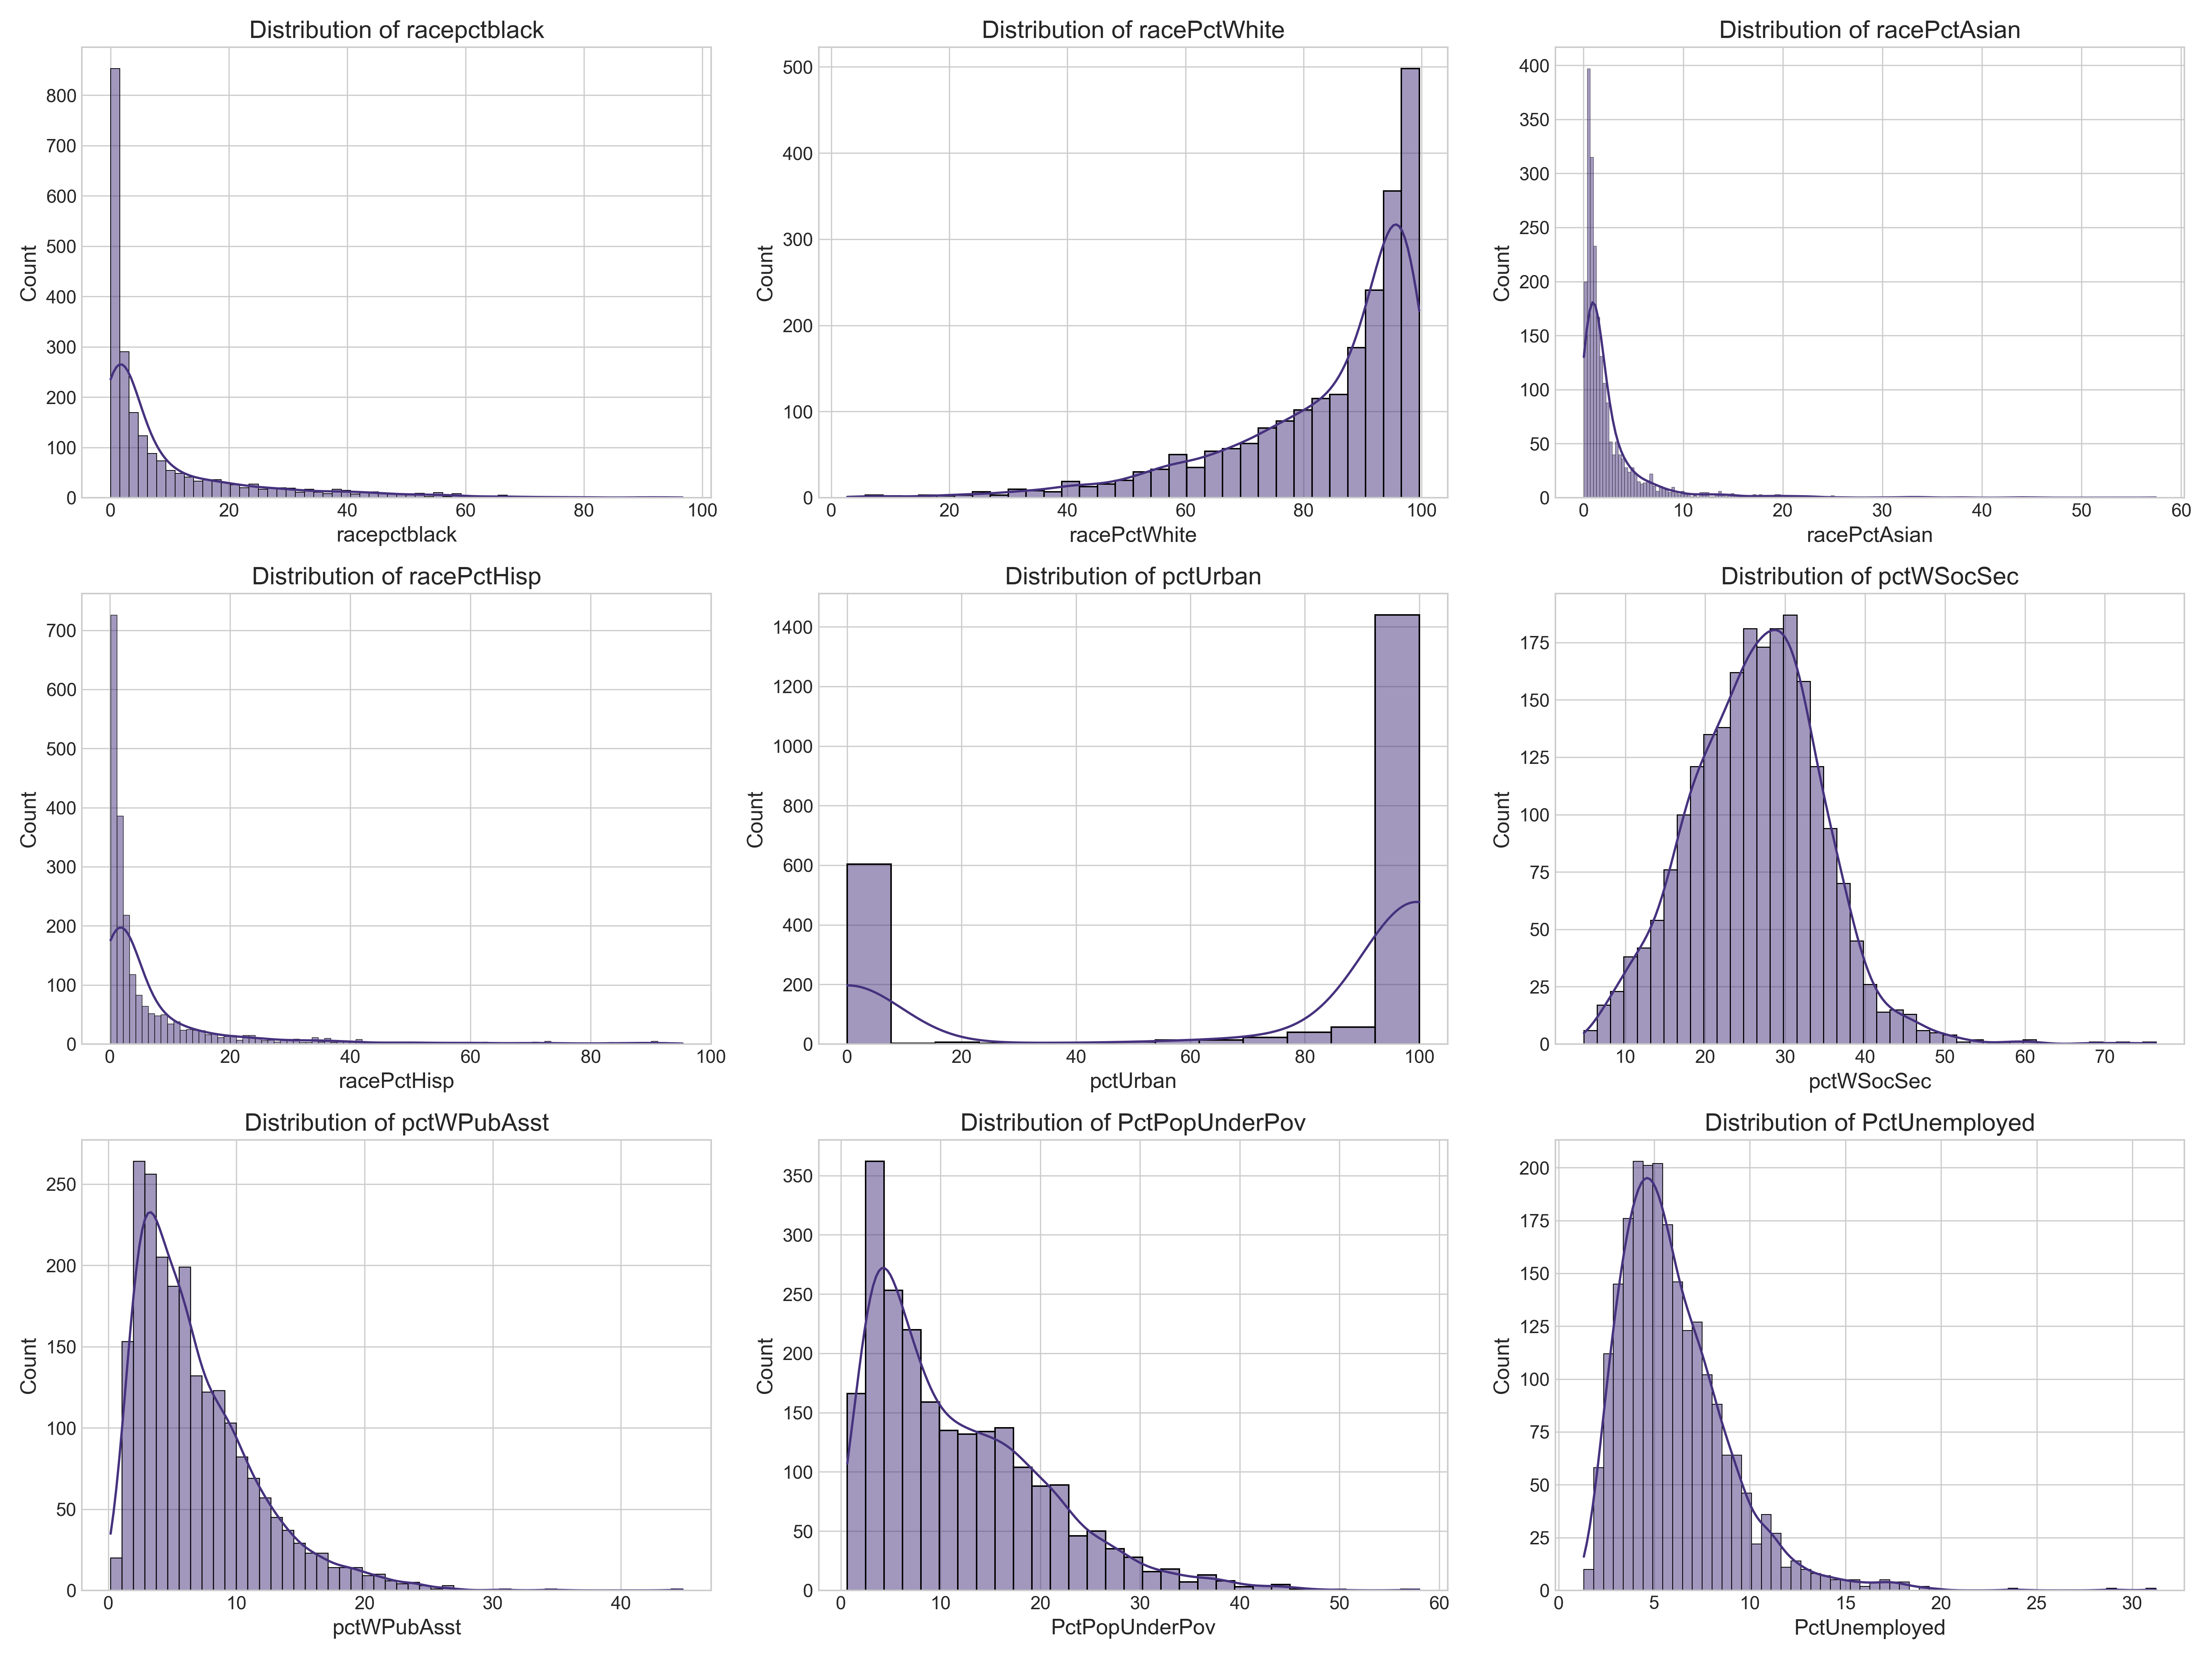 Distribution of racepctblack
Count
800
700
600
500
400
300
200
100
0
0 20 40 60 80 100
racepctblack
Distribution of racePctWhite
Count
500
400
300
200
100
0
0 20 40 60 80 100
racePctWhite
Distribution of racePctAsian
Count
400
350
300
250
200
150
100
50
0
0 10 20 30 40 50 60
racePctAsian
Distribution of racePctHisp
Count
700
600
500
400
300
200
100
0
0 20 40 60 80 100
racePctHisp
Distribution of pctUrban
Count
1400
1200
1000
800
600
400
200
0
0 20 40 60 80 100
pctUrban
Distribution of pctWSocSec
Count
175
150
125
100
75
50
25
0
10 20 30 40 50 60 70
pctWSocSec
Distribution of pctWPubAsst
Count
250
200
150
100
50
0
0 10 20 30 40
pctWPubAsst
Distribution of PctPopUnderPov
Count
350
300
250
200
150
100
50
0
0 10 20 30 40 50 60
PctPopUnderPov
Distribution of PctUnemployed
Count
200
175
150
125
100
75
50
25
0
0 5 10 15 20 25 30
PctUnemployed